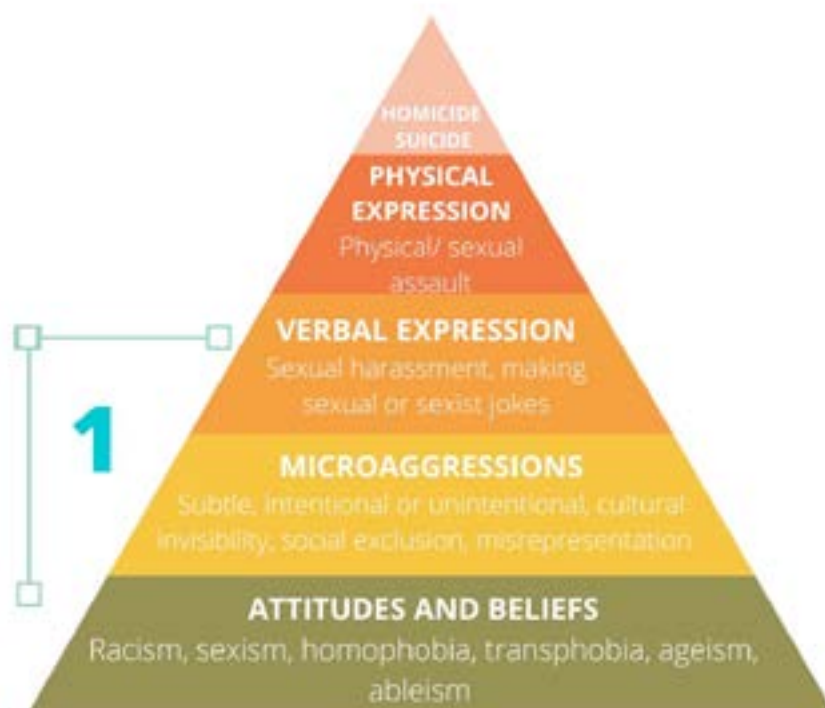 HOMICIDE
SUICIDE
PHYSICAL
EXPRESSION
Physical/ sexual
assault
VERBAL EXPRESSION
Sexual harassment, making
sexual or sexist jokes
1
MICROAGGRESSIONS
Subtle, intentional or unintentional, cultural
invisibility, social exclusion, misrepresentation
ATTITUDES AND BELIEFS
Racism, sexism, homophobia, transphobia, ageism,
ableism